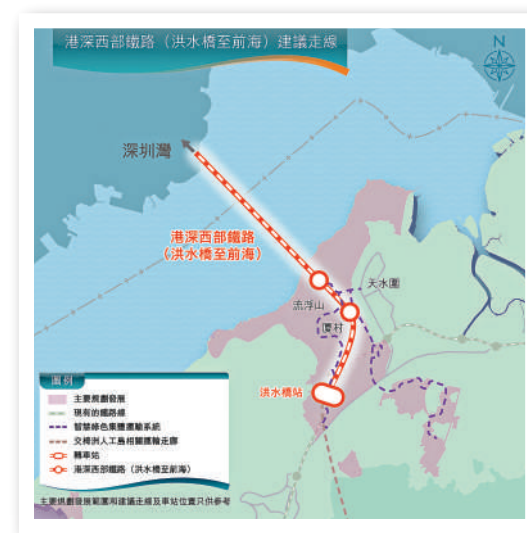 港深西部鐵路（洪水橋至前海）建議走線
N
深圳灣
港深西部鐵路
（洪水橋至前海）
天水圍
流浮山
厦村
洪水橋站
圖例
主要規劃發展
現有的鐵路線
智慧綠色集體運輸系統
交椅洲人工島相關運輸走廊
轉車站
港深西部鐵路（洪水橋至前海）
主要規劃發展範圍和建議走線及車站位置只供參考